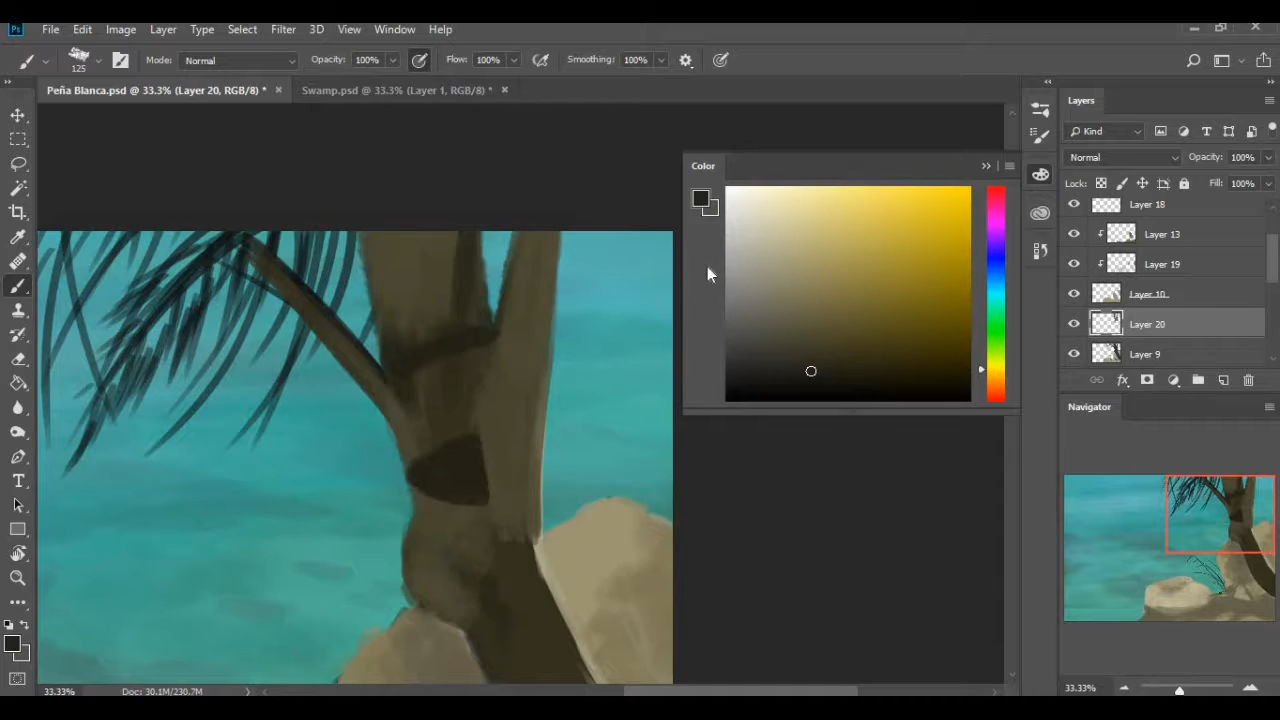 Ps File Edit Image Layer Type Select Filter 3D View Window Help
125 Mode: Normal Opacity: 100% Flow: 100% Smoothing: 100%
Peña Blanca.psd @ 33.3% (Layer 20, RGB/8) * Swamp.psd @ 33.3% (Layer 1, RGB/8) *
Color
Layers
Kind
Normal Opacity: 100%
Lock: Fill: 100%
Layer 18
Layer 13
Layer 19
Layer 10
Layer 20
Layer 9
Navigator
33.33%
33.33% Doc: 30.1M/230.7M